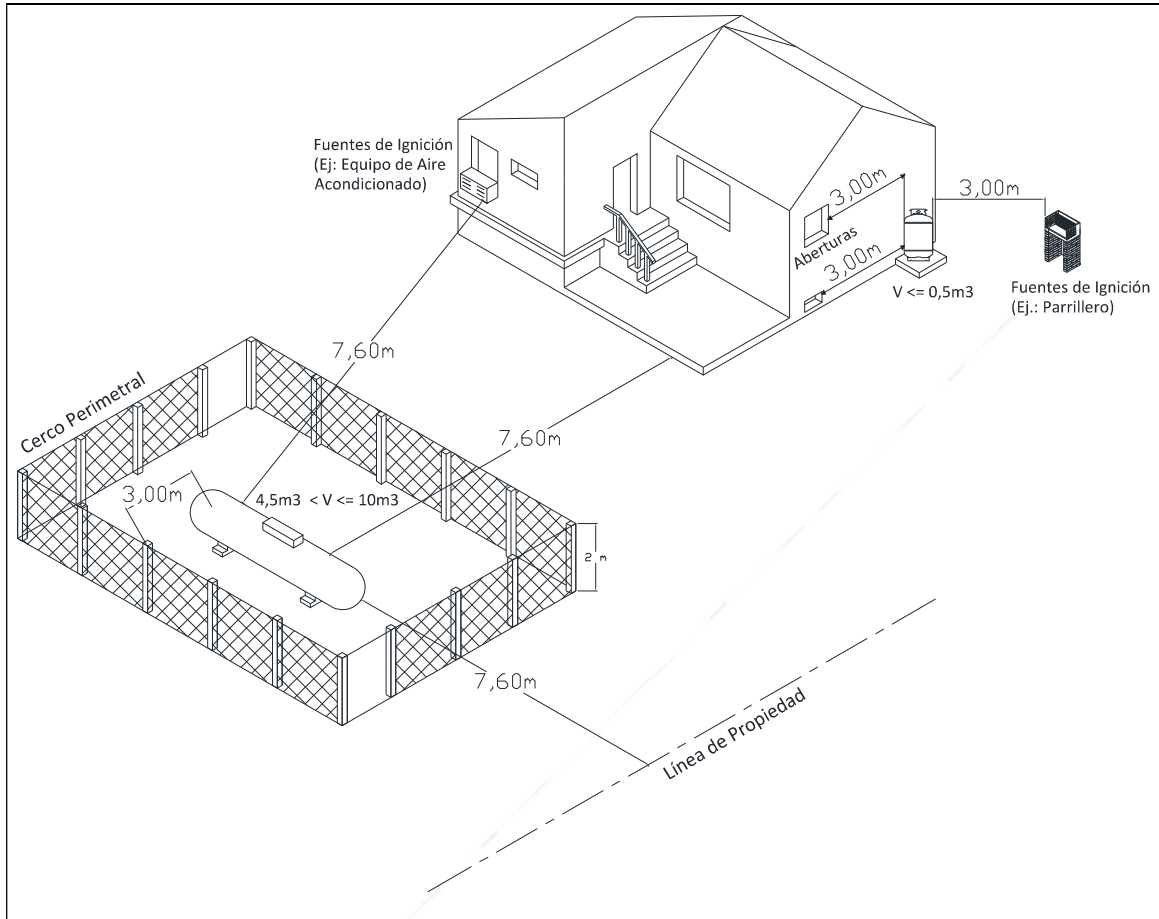 Fuentes de Ignición
(Ej: Equipo de Aire
Acondicionado)
3,00m
3,00m
Aberturas
3,00m
V <= 0,5m3
Fuentes de Ignición
(Ej.: Parrillero)
7,60m
Cerco Perimetral
7,60m
3,00m
4,5m3 < V <= 10m3
2 m
7,60m
Línea de Propiedad